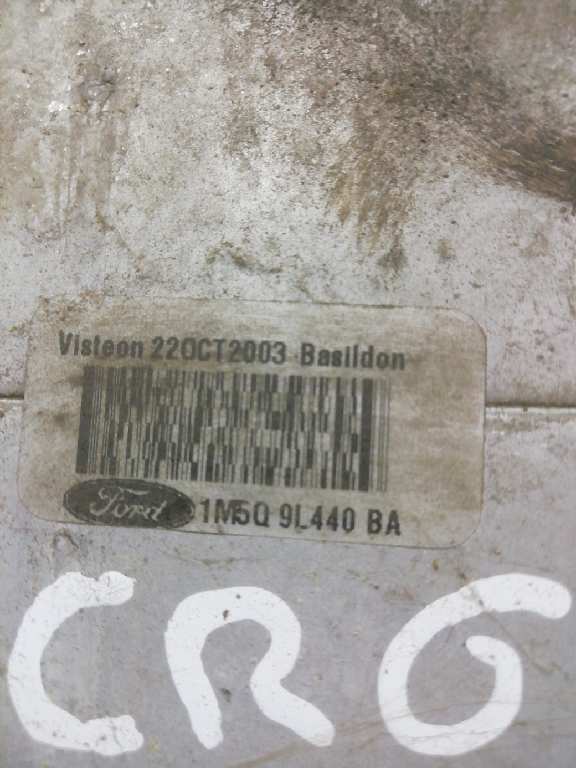 Visteon 22OCT2003 Basildon
Ford 1M5Q 9L440 BA
CRG